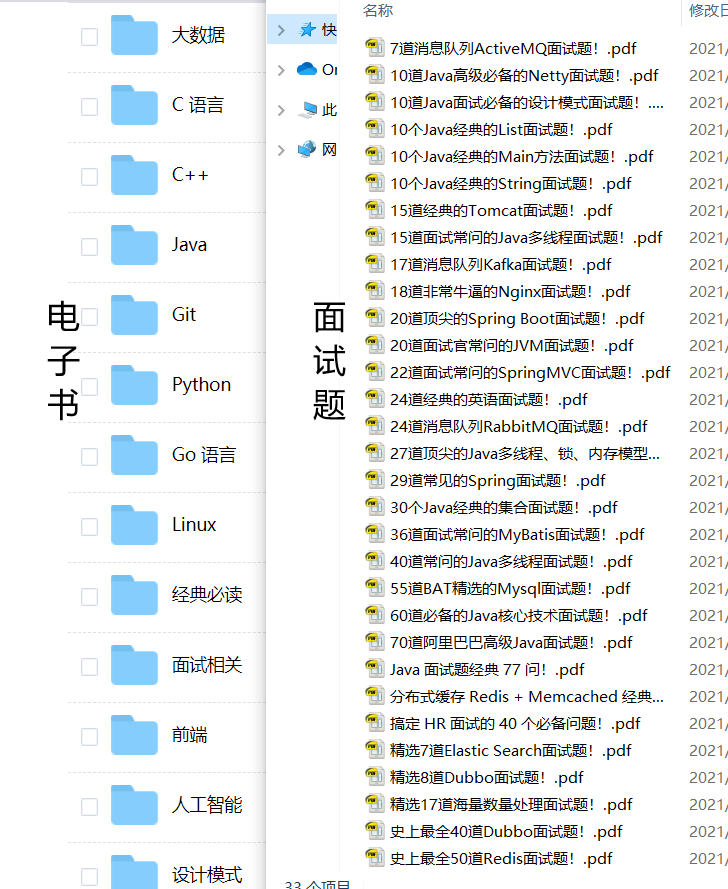 电子书
大数据
C 语言
C++
Java
Git
Python
Go 语言
Linux
经典必读
面试相关
前端
人工智能
设计模式
面试题
快
Or
此
网
名称
修改日
7道消息队列ActiveMQ面试题！.pdf
2021/
10道Java高级必备的Netty面试题！.pdf
2021/
10道Java面试必备的设计模式面试题！....
2021/
10个Java经典的List面试题！.pdf
2021/
10个Java经典的Main方法面试题！.pdf
2021/
10个Java经典的String面试题！.pdf
2021/
15道经典的Tomcat面试题！.pdf
2021/
15道面试常问的Java多线程面试题！.pdf
2021/
17道消息队列Kafka面试题！.pdf
2021/
18道非常牛逼的Nginx面试题！.pdf
2021/
20道顶尖的Spring Boot面试题！.pdf
2021/
20道面试官常问的JVM面试题！.pdf
2021/
22道面试常问的SpringMVC面试题！.pdf
2021/
24道经典的英语面试题！.pdf
2021/
24道消息队列RabbitMQ面试题！.pdf
2021/
27道顶尖的Java多线程、锁、内存模型...
2021/
29道常见的Spring面试题！.pdf
2021/
30个Java经典的集合面试题！.pdf
2021/
36道面试常问的MyBatis面试题！.pdf
2021/
40道常问的Java多线程面试题！.pdf
2021/
55道BAT精选的Mysql面试题！.pdf
2021/
60道必备的Java核心技术面试题！.pdf
2021/
70道阿里巴巴高级Java面试题！.pdf
2021/
Java 面试题经典 77 问！.pdf
2021/
分布式缓存 Redis + Memcached 经典...
2021/
搞定 HR 面试的 40 个必备问题！.pdf
2021/
精选7道Elastic Search面试题！.pdf
2021/
精选8道Dubbo面试题！.pdf
2021/
精选17道海量数量处理面试题！.pdf
2021/
史上最全40道Dubbo面试题！.pdf
2021/
史上最全50道Redis面试题！.pdf
2021/
33 个项目